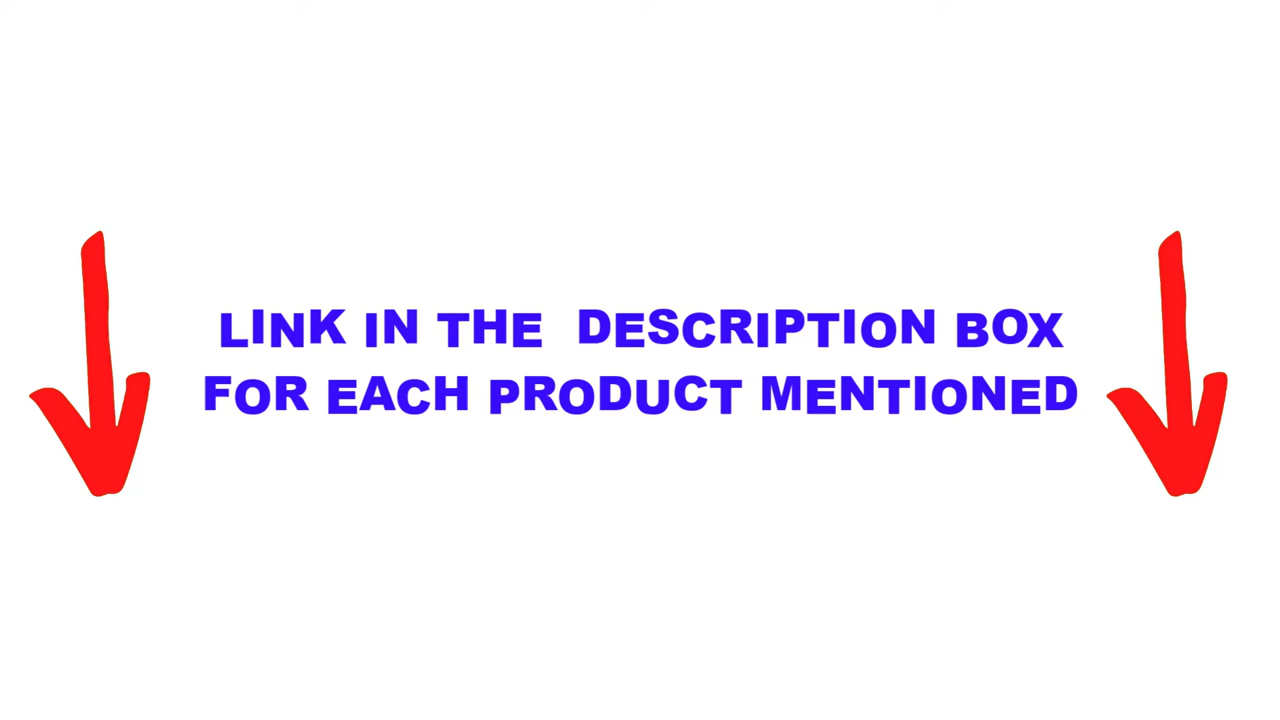 LINK IN THE DESCRIPTION BOX
FOR EACH PRODUCT MENTIONED